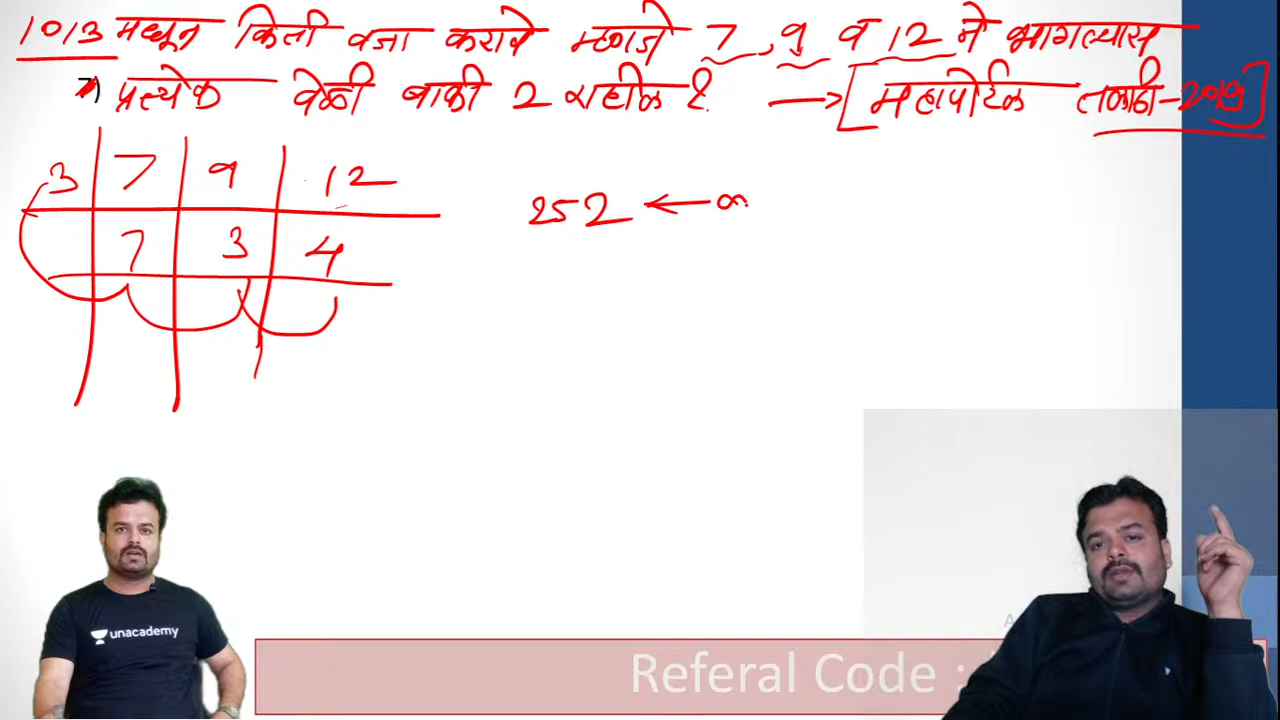 1013 मधून किती वजा करावे म्हणजे 7, 9 व 12 ने भागल्यास
प्रत्येक वेळी बाकी 2 राहील ? → [महापोर्टल तलाठी-2019]
3 7 9 12
7 3 4
252 ←
unacademy
Referal Code :